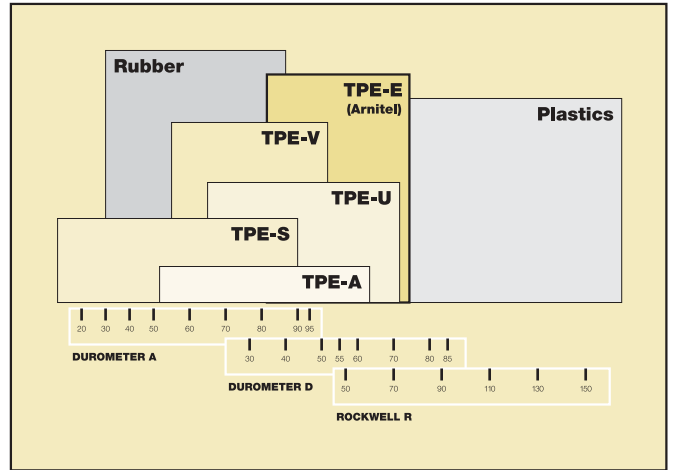 Rubber
TPE-E
(Arnitel)
Plastics
TPE-V
TPE-U
TPE-S
TPE-A
20 30 40 50 60 70 80 90 95
DUROMETER A
30 40 50 55 60 70 80 85
DUROMETER D
50 70 90 110 130 150
ROCKWELL R